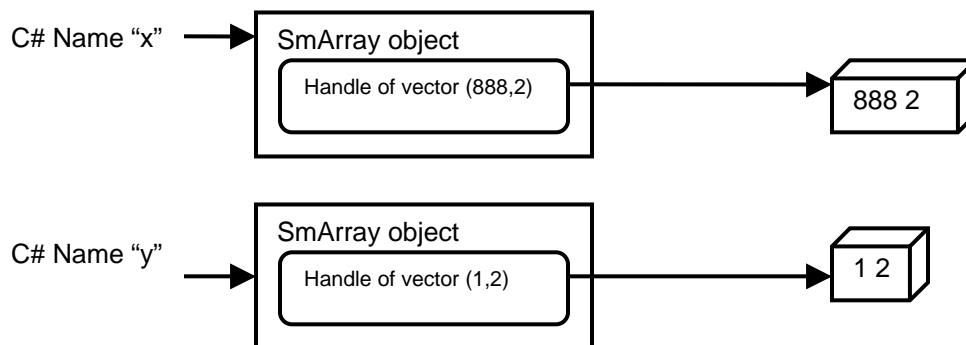 C# Name “x”
SmArray object
Handle of vector (888,2)
888 2
C# Name “y”
SmArray object
Handle of vector (1,2)
1 2